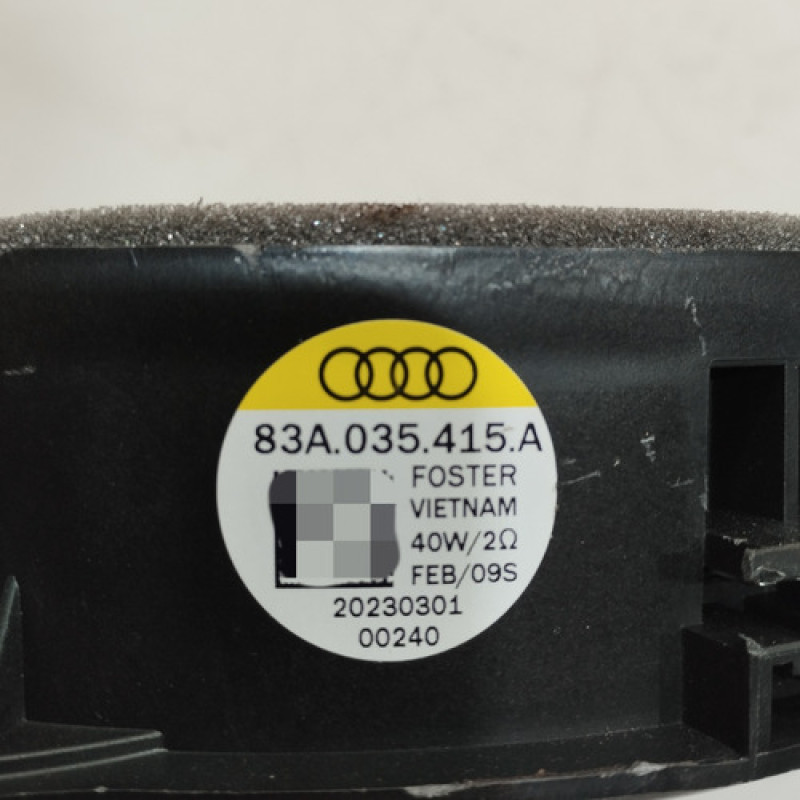 83A.035.415.A
FOSTER
VIETNAM
40W/2Ω
FEB/09S
20230301
00240